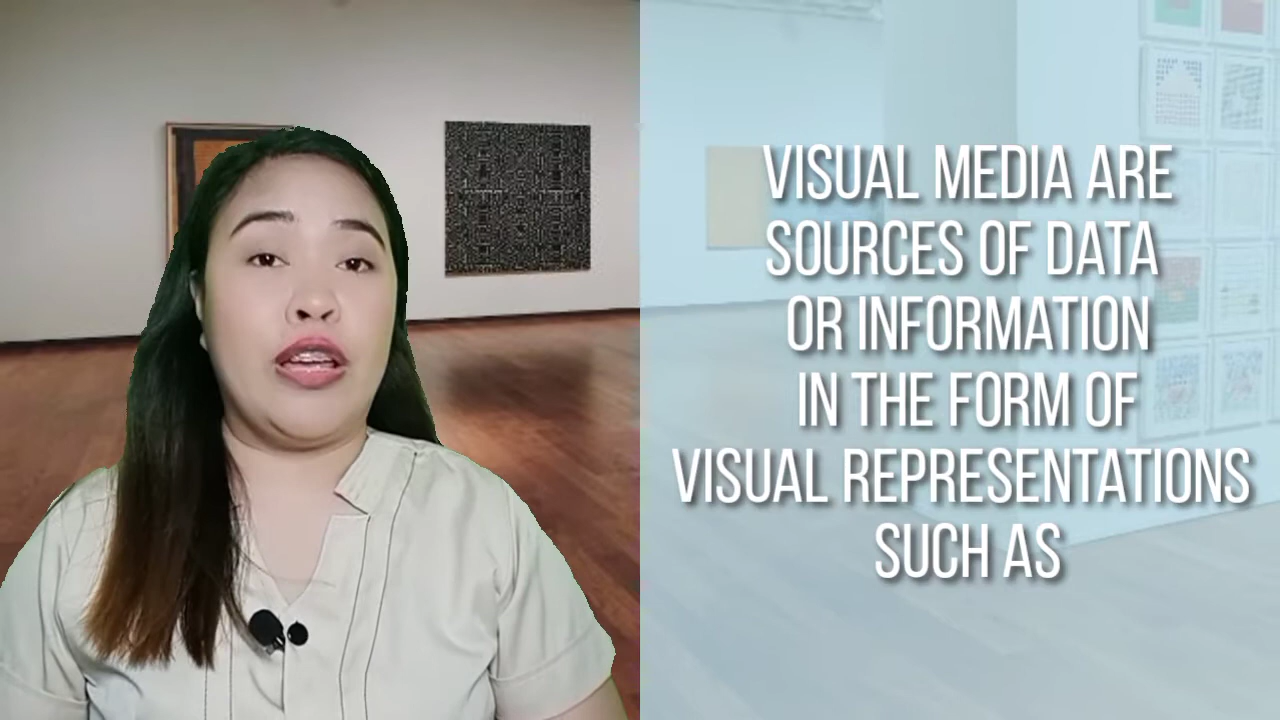 VISUAL MEDIA ARE
SOURCES OF DATA
OR INFORMATION
IN THE FORM OF
VISUAL REPRESENTATIONS
SUCH AS